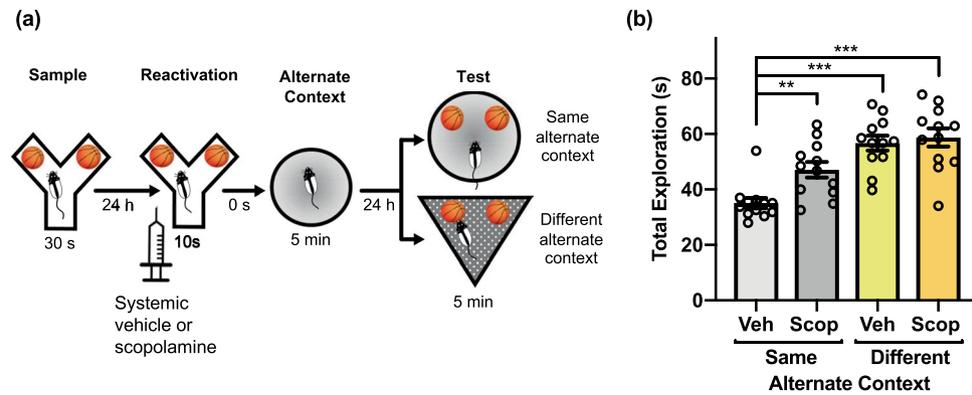 (a)
Sample
Reactivation
Alternate
Context
Test
24 h
0 s
24 h
30 s
10s
5 min
Same
alternate
context
Different
alternate
context
5 min
Systemic
vehicle or
scopolamine
(b)
Total Exploration (s)
80
60
40
20
0
***
***
**
Veh Scop Veh Scop
Same Different
Alternate Context